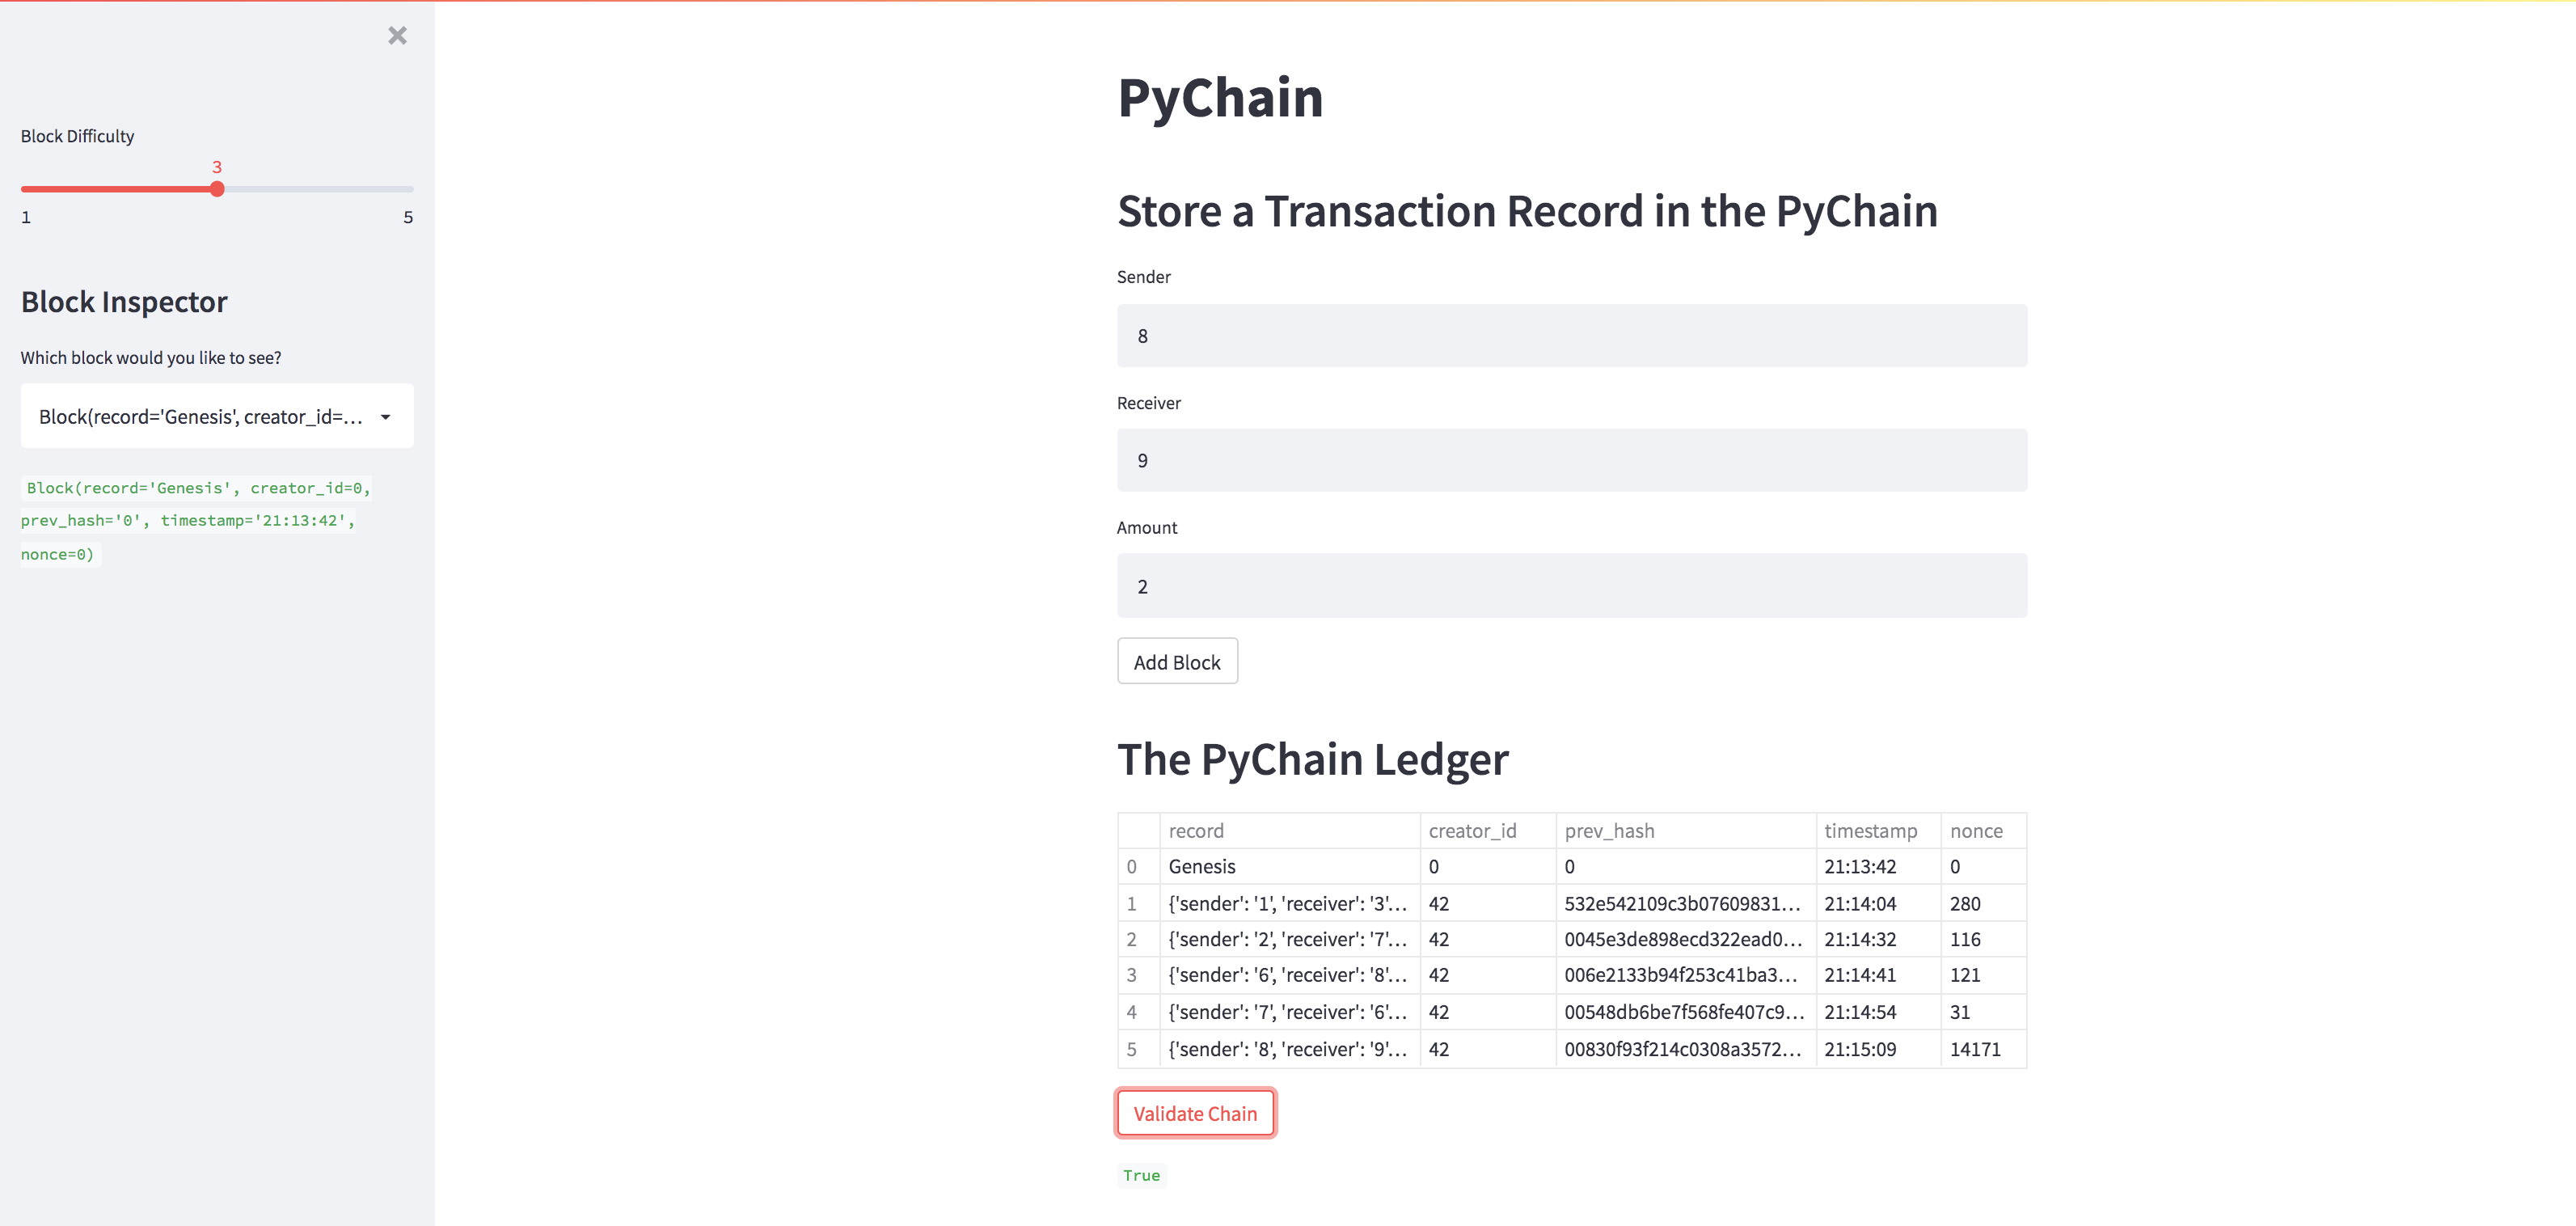 Block Difficulty
3
1 5
Block Inspector
Which block would you like to see?
Block(record='Genesis', creator_id=...
Block(record='Genesis', creator_id=0,
prev_hash='0', timestamp='21:13:42',
nonce=0)
PyChain
Store a Transaction Record in the PyChain
Sender
8
Receiver
9
Amount
2
Add Block
The PyChain Ledger
record creator_id prev_hash timestamp nonce
0 Genesis 0 0 21:13:42 0
1 {'sender': '1', 'receiver': '3'... 42 532e542109c3b07609831... 21:14:04 280
2 {'sender': '2', 'receiver': '7'... 42 0045e3de898ecd322ead0... 21:14:32 116
3 {'sender': '6', 'receiver': '8'... 42 006e2133b94f253c41ba3... 21:14:41 121
4 {'sender': '7', 'receiver': '6'... 42 00548db6be7f568fe407c9... 21:14:54 31
5 {'sender': '8', 'receiver': '9'... 42 00830f93f214c0308a3572... 21:15:09 14171
Validate Chain
True